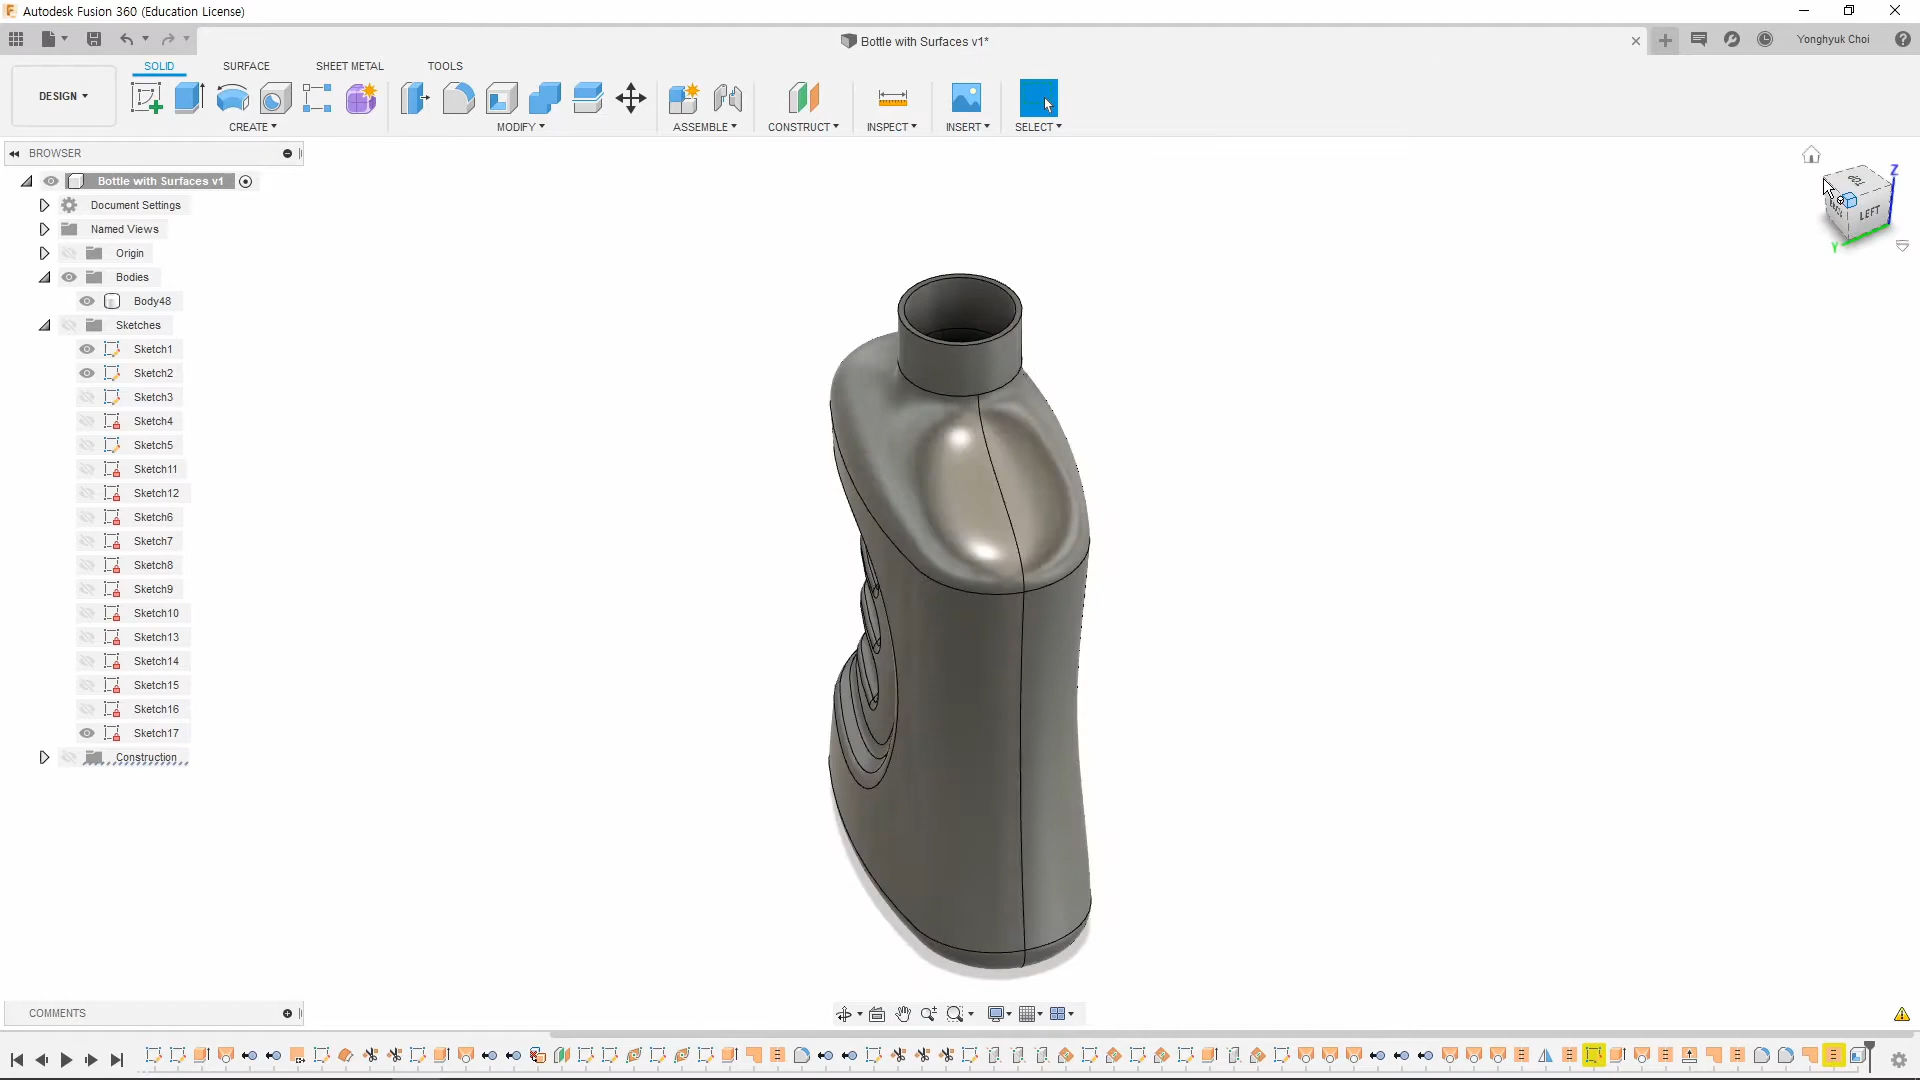 Autodesk Fusion 360 (Education License)
Bottle with Surfaces v1*
Yonghyuk Choi
DESIGN
SOLID
SURFACE
SHEET METAL
TOOLS
CREATE
MODIFY
ASSEMBLE
CONSTRUCT
INSPECT
INSERT
SELECT
BROWSER
Bottle with Surfaces v1
Document Settings
Named Views
Origin
Bodies
Body48
Sketches
Sketch1
Sketch2
Sketch3
Sketch4
Sketch5
Sketch11
Sketch12
Sketch6
Sketch7
Sketch8
Sketch9
Sketch10
Sketch13
Sketch14
Sketch15
Sketch16
Sketch17
Construction
TOP
LEFT
Z
Y
COMMENTS